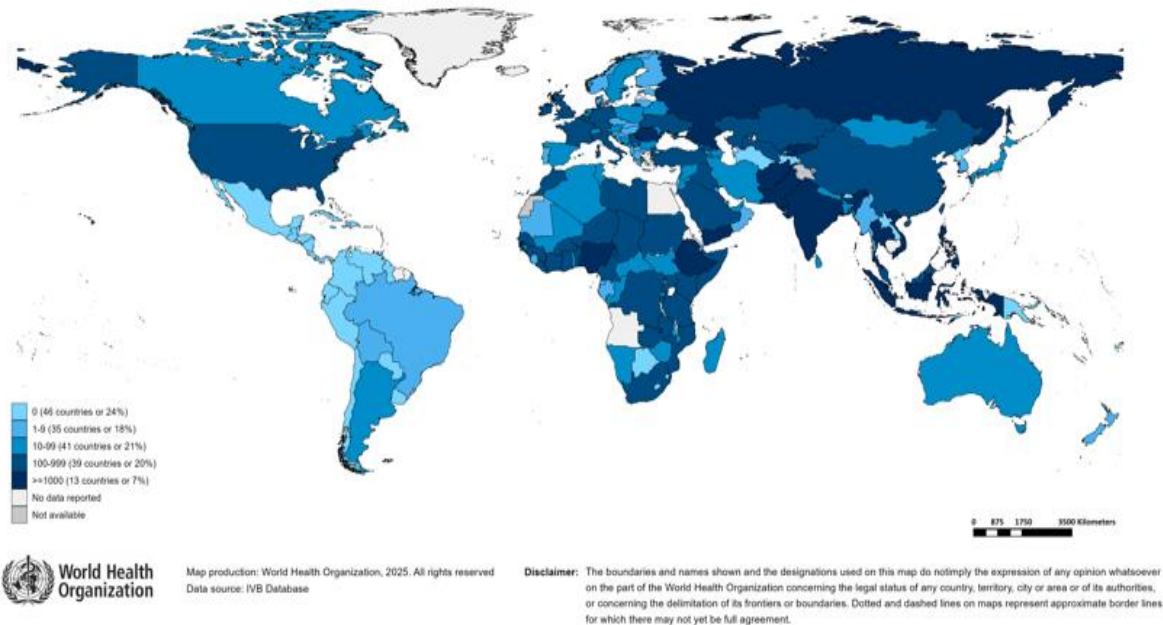 0 (46 countries or 24%)
1-9 (35 countries or 18%)
10-99 (41 countries or 21%)
100-999 (39 countries or 20%)
>=1000 (13 countries or 7%)
No data reported
Not available
0 875 1750 3500 Kilometers
World Health
Organization
Map production: World Health Organization, 2025. All rights reserved
Data source: IVB Database
Disclaimer: The boundaries and names shown and the designations used on this map do notimply the expression of any opinion whatsoever
on the part of the World Health Organization concerning the legal status of any country, territory, city or area or of its authorities,
or concerning the delimitation of its frontiers or boundaries. Dotted and dashed lines on maps represent approximate border lines
for which there may not yet be full agreement.